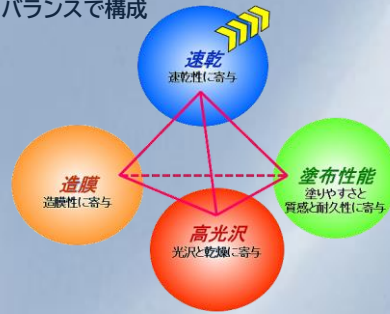 バランスで構成
速乾
速乾性に寄与
造膜
造膜性に寄与
塗布性能
塗りやすさと
質感と耐久性に寄与
高光沢
光沢と乾燥に寄与